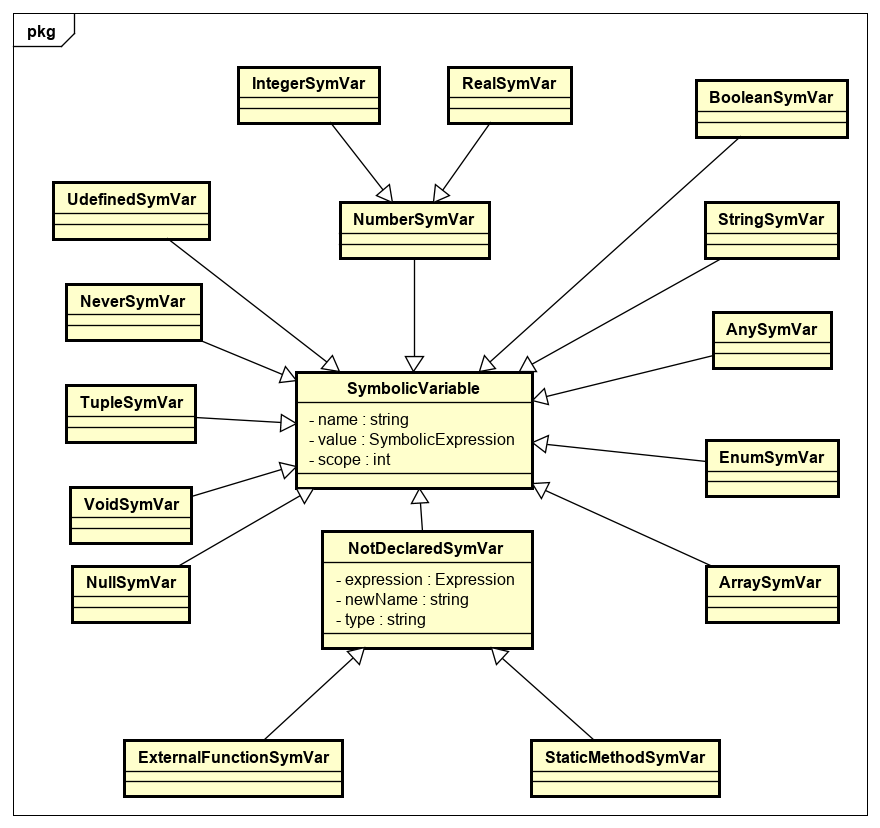 pkg
IntegerSymVar
RealSymVar
BooleanSymVar
UdefinedSymVar
NumberSymVar
StringSymVar
NeverSymVar
AnySymVar
SymbolicVariable
- name : string
- value : SymbolicExpression
- scope : int
TupleSymVar
EnumSymVar
VoidSymVar
NotDeclaredSymVar
- expression : Expression
- newName : string
- type : string
NullSymVar
ArraySymVar
ExternalFunctionSymVar
StaticMethodSymVar